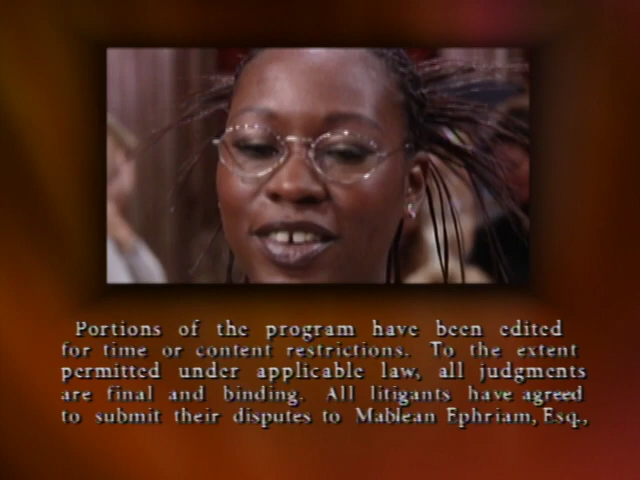 Portions of the program have been edited
for time or content restrictions. To the extent
permitted under applicable law, all judgments
are final and binding. All litigants have agreed
to submit their disputes to Mablean Ephriam, Esq.,